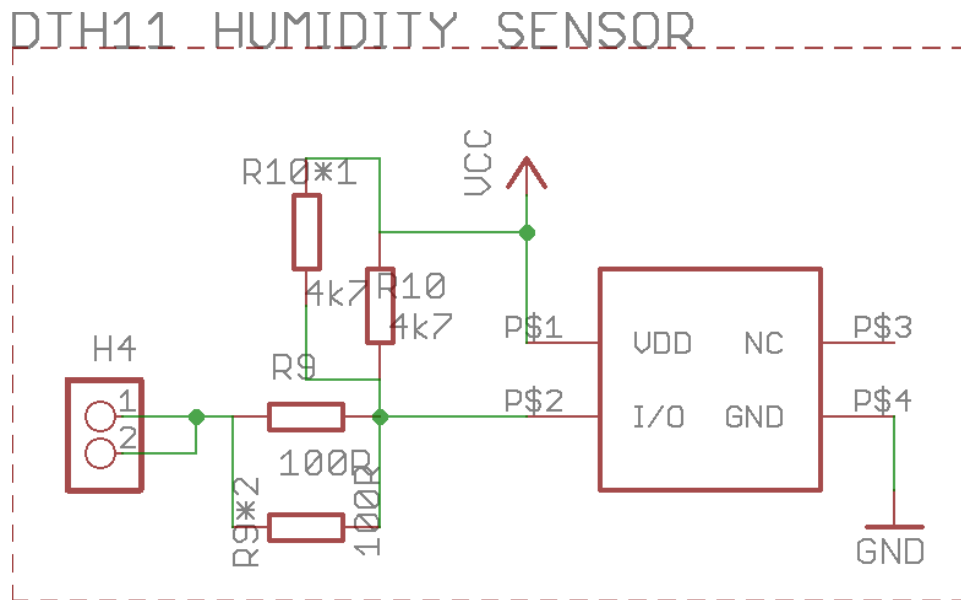 DTH11 HUMIDITY SENSOR
VCC
R10*1
4k7
R10
4k7
H4
1
2
R9
100R
R9*2
100R
P$1
VDD
NC
P$3
P$2
I/O
GND
P$4
GND